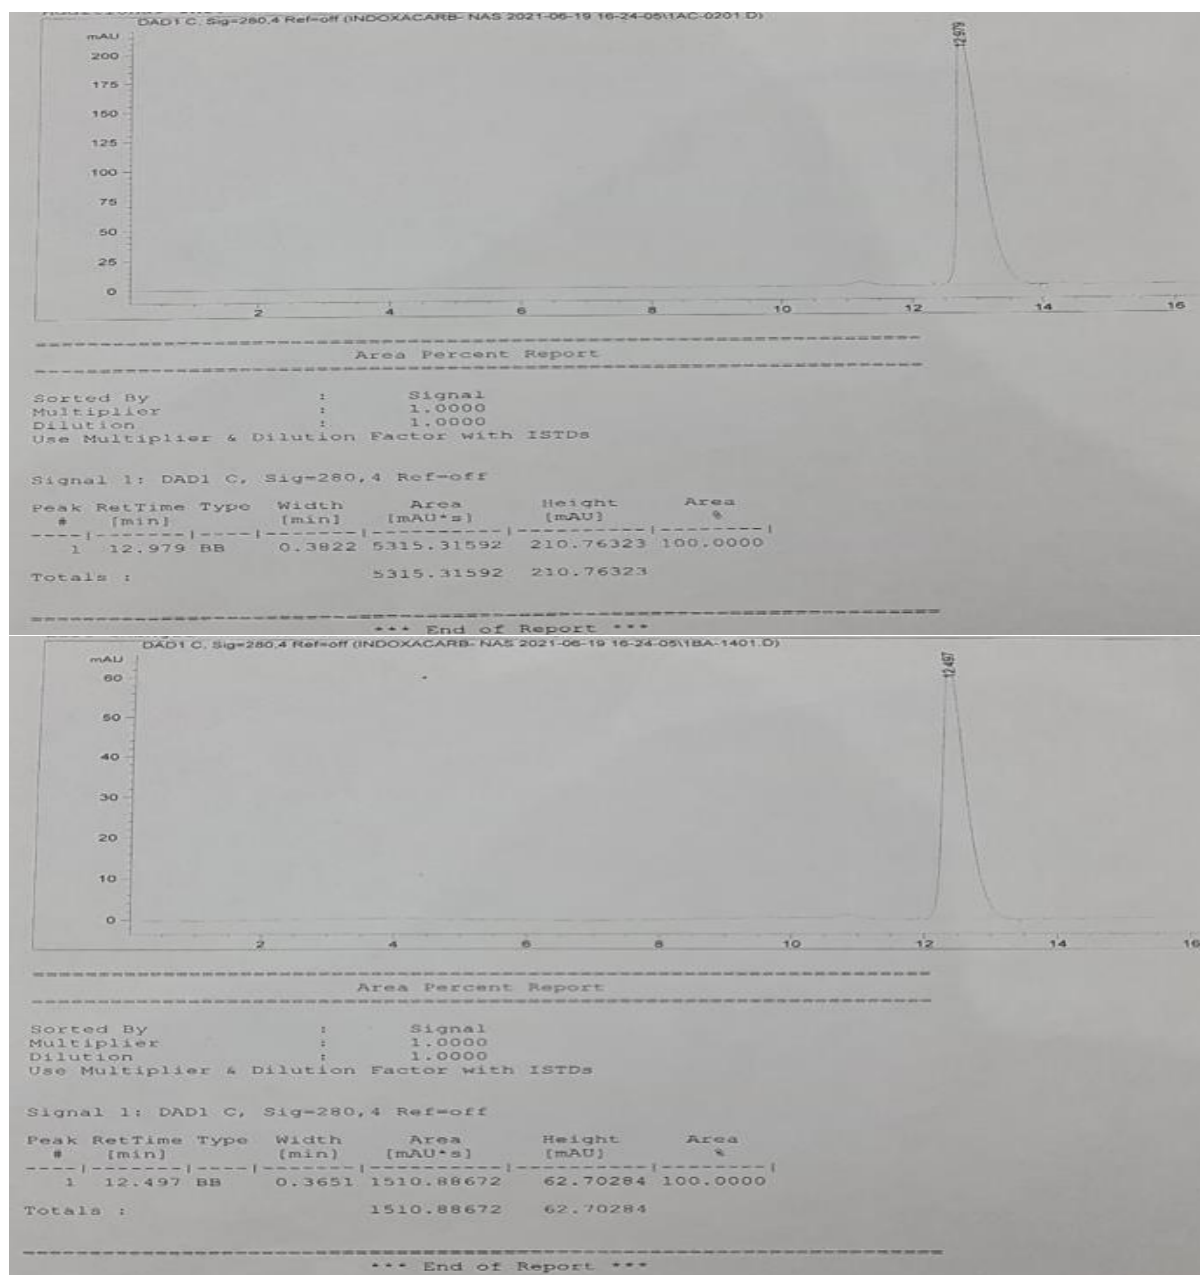 DAD1 C, Sig=280,4 Ref=off (INDOXACARB- NAS 2021-06-19 16-24-05\1AC-0201.D)
mAU
200
175
150
125
100
75
50
25
0
12.979
2 4 6 8 10 12 14 16
Area Percent Report
Sorted By : Signal
Multiplier : 1.0000
Dilution : 1.0000
Use Multiplier & Dilution Factor with ISTDs
Signal 1: DAD1 C, Sig=280,4 Ref=off
Peak RetTime Type Width Area Height Area
# [min] [min] [mAU*s] [mAU] %
1 12.979 BB 0.3822 5315.31592 210.76323 100.0000
Totals : 5315.31592 210.76323
*** End of Report ***
DAD1 C, Sig=280,4 Ref=off (INDOXACARB- NAS 2021-06-19 16-24-05\1BA-1401.D)
mAU
60
50
40
30
20
10
0
12.497
2 4 6 8 10 12 14 16
Area Percent Report
Sorted By : Signal
Multiplier : 1.0000
Dilution : 1.0000
Use Multiplier & Dilution Factor with ISTDs
Signal 1: DAD1 C, Sig=280,4 Ref=off
Peak RetTime Type Width Area Height Area
# [min] [min] [mAU*s] [mAU] %
1 12.497 BB 0.3651 1510.88672 62.70284 100.0000
Totals : 1510.88672 62.70284
*** End of Report ***